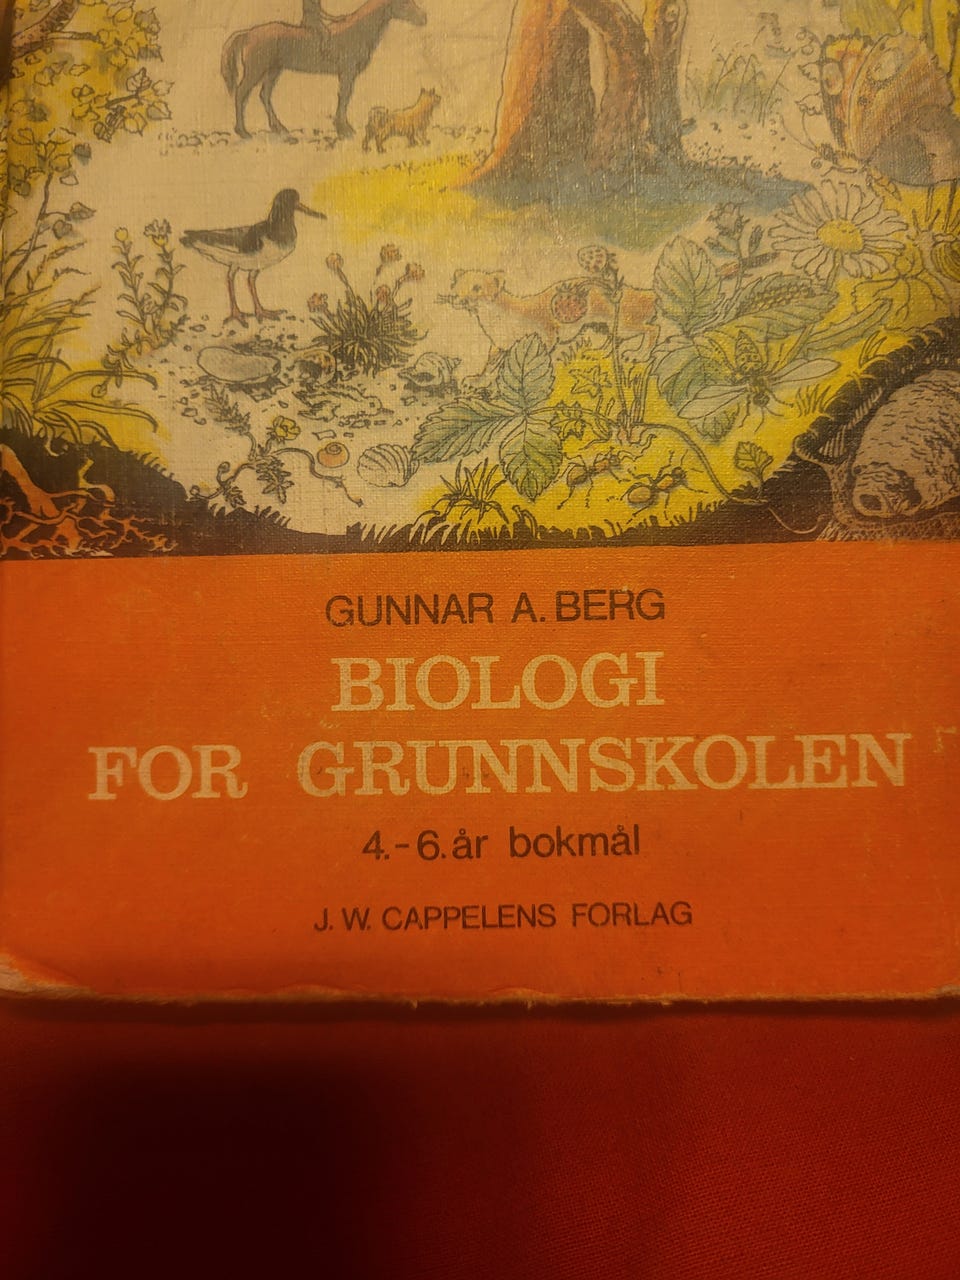 GUNNAR A. BERG
BIOLOGI
FOR GRUNNSKOLEN
4.-6. år bokmål
J. W. CAPPELENS FORLAG